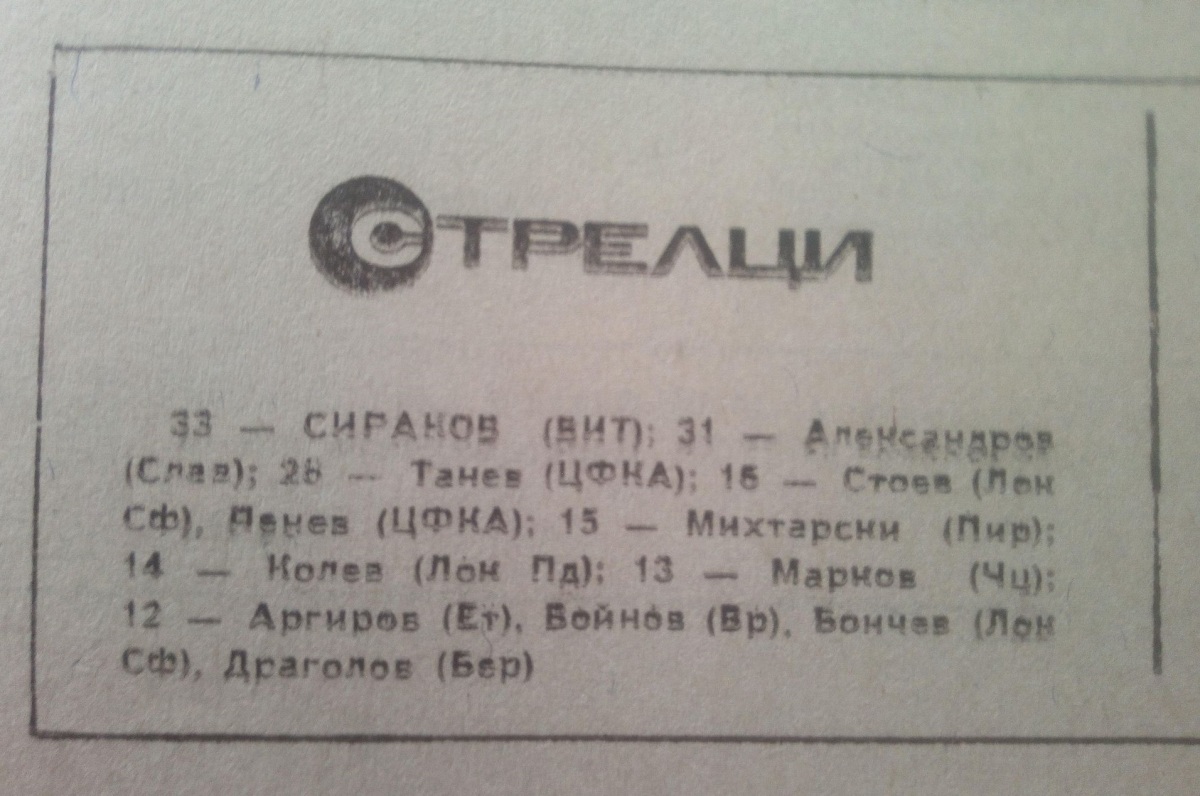 СТРЕЛЦИ
33 — СИРАКОВ (ВИТ); 31 — Александров
(Слав); 28 — Танев (ЦФКА); 16 — Стоев (Лок
Сф), Пенев (ЦФКА); 15 — Михтарски (Пир);
14 — Колев (Лок Пд); 13 — Марков (Чц);
12 — Аргиров (Ет), Войнов (Вр), Бончев (Лок
Сф), Драголов (Бер)